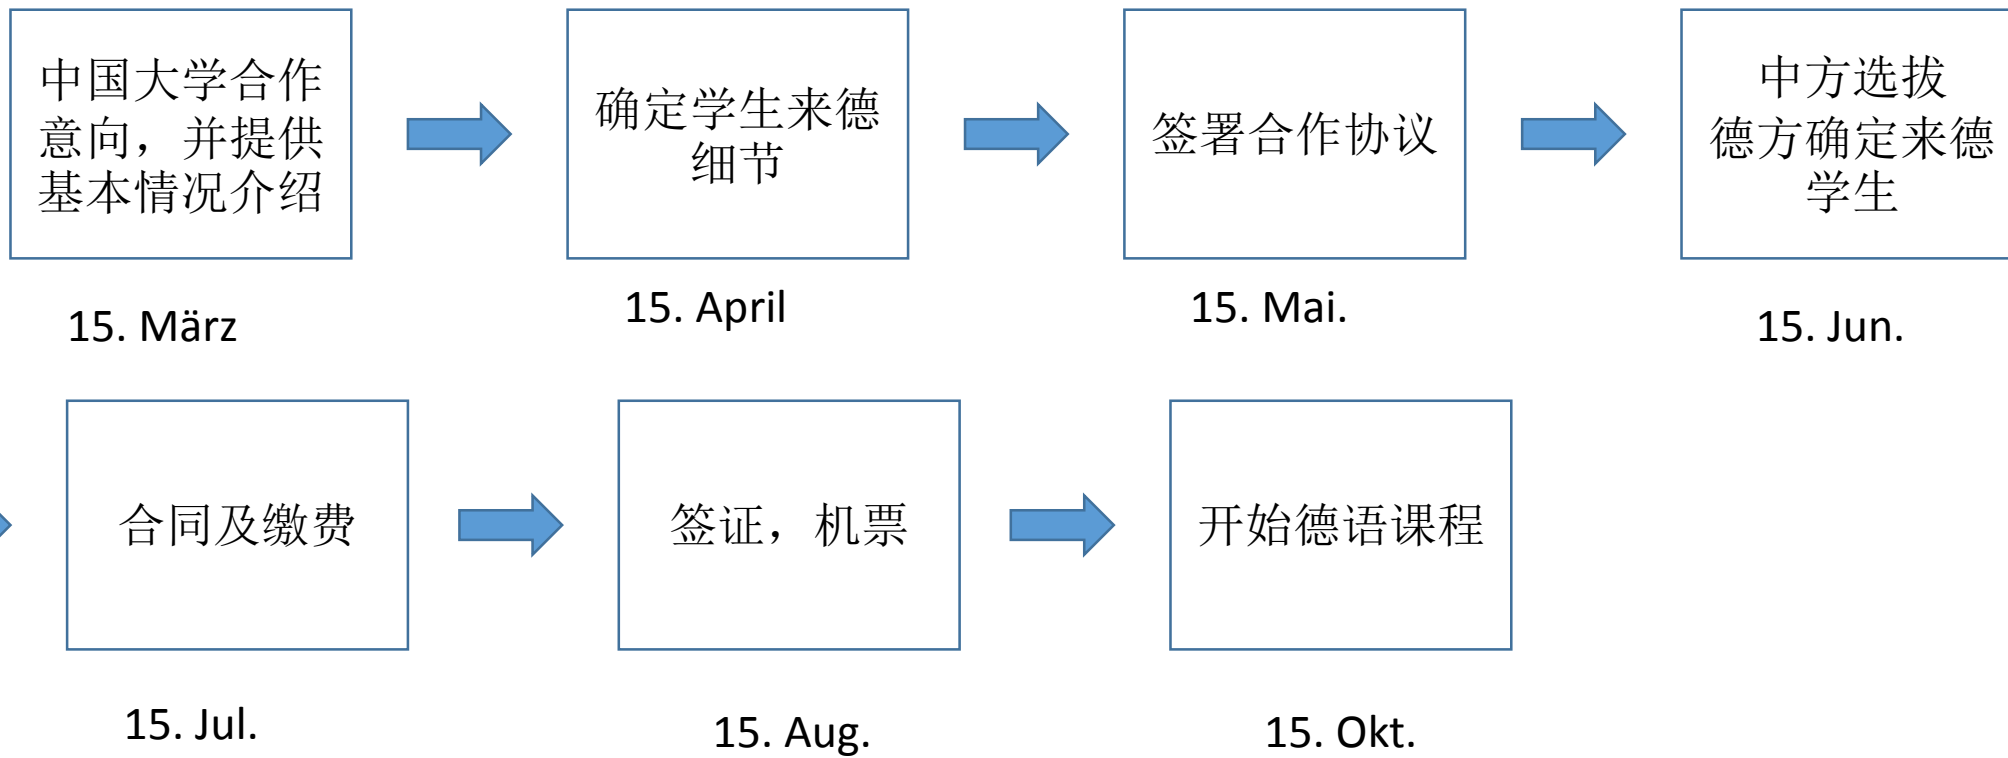 中国大学合作
意向，并提供
基本情况介绍
确定学生来德
细节
签署合作协议
中方选拔
德方确定来德
学生
15. März
15. April
15. Mai.
15. Jun.
合同及缴费
签证，机票
开始德语课程
15. Jul.
15. Aug.
15. Okt.